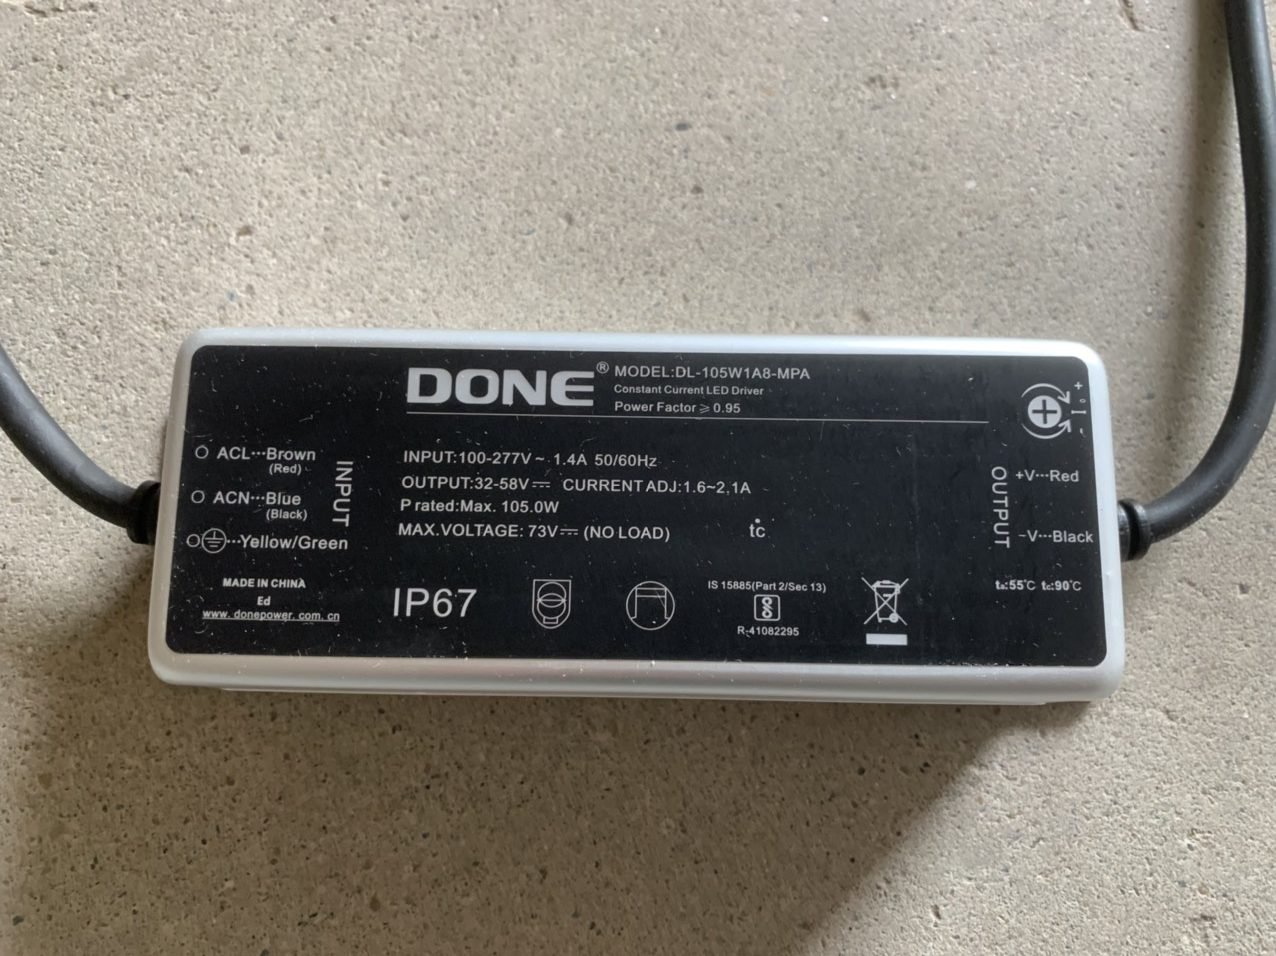 DONE®
MODEL:DL-105W1A8-MPA
Constant Current LED Driver
Power Factor ⩾ 0.95
ACL···Brown
(Red)
ACN···Blue
(Black)
···Yellow/Green
INPUT
MADE IN CHINA
Ed
www.donepower.com.cn
INPUT:100-277V ~ 1.4A 50/60Hz
OUTPUT:32-58V⎓ CURRENT ADJ:1.6~2.1A
P rated:Max. 105.0W
MAX.VOLTAGE: 73V⎓ (NO LOAD)
tc
IP67
IS 15885(Part 2/Sec 13)
R-41082295
+ Io -
OUTPUT
+V···Red
-V···Black
ta:55°C tc:90°C